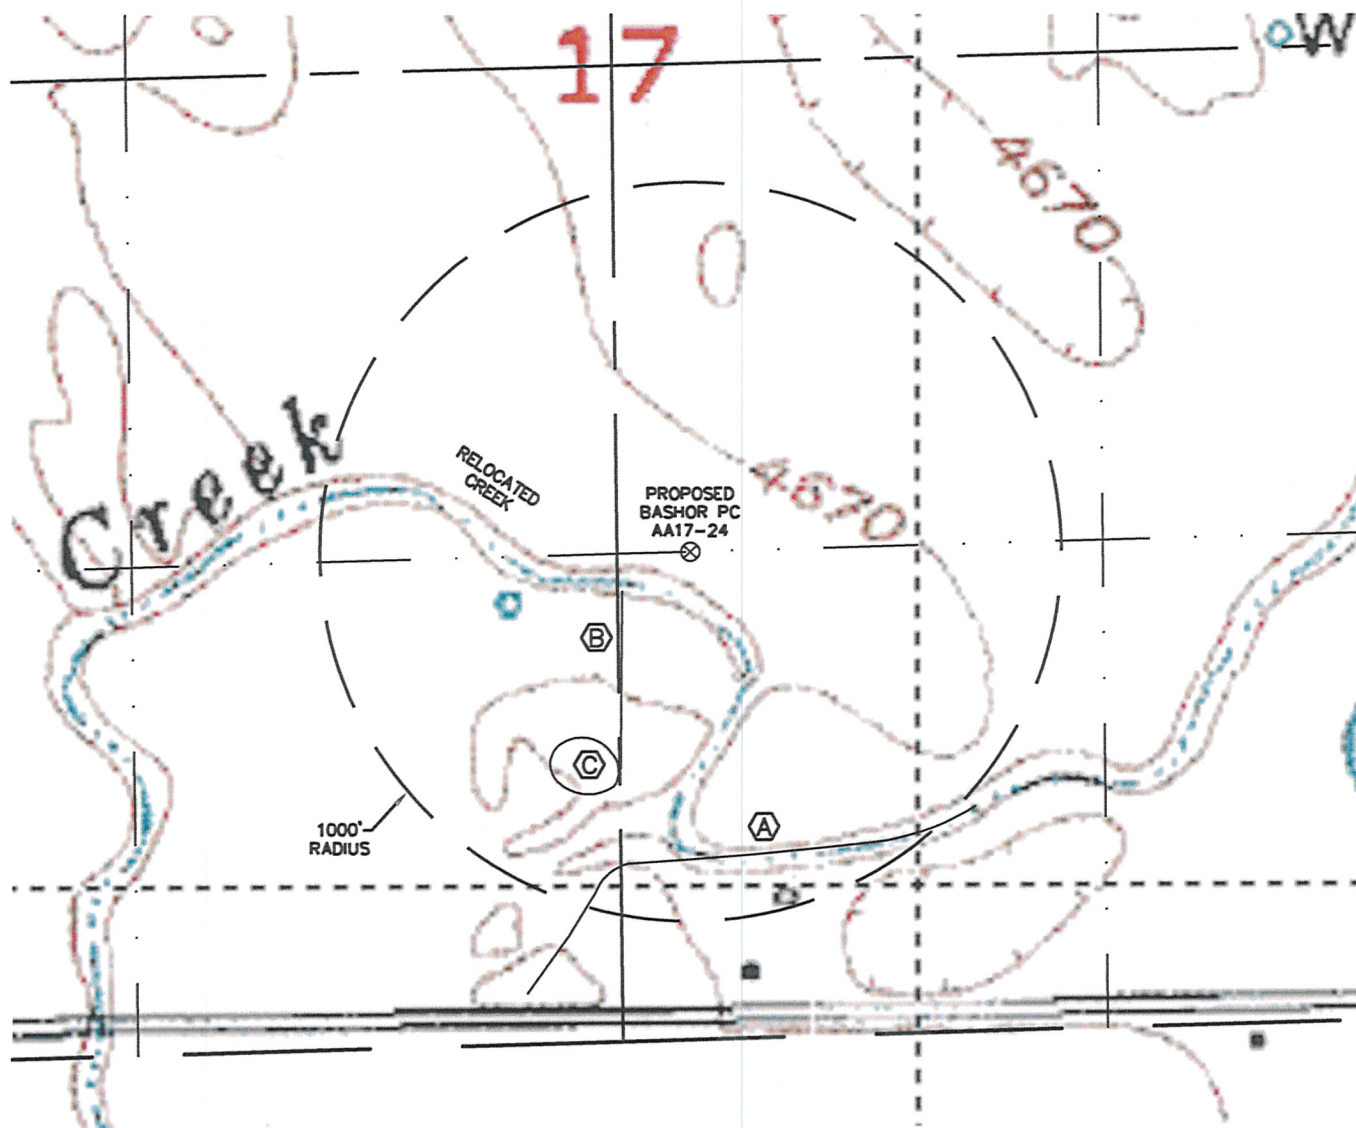 17
W
4670
Creek
RELOCATED
CREEK
PROPOSED
BASHOR PC
AA17-24
4670
B
C
A
1000'
RADIUS